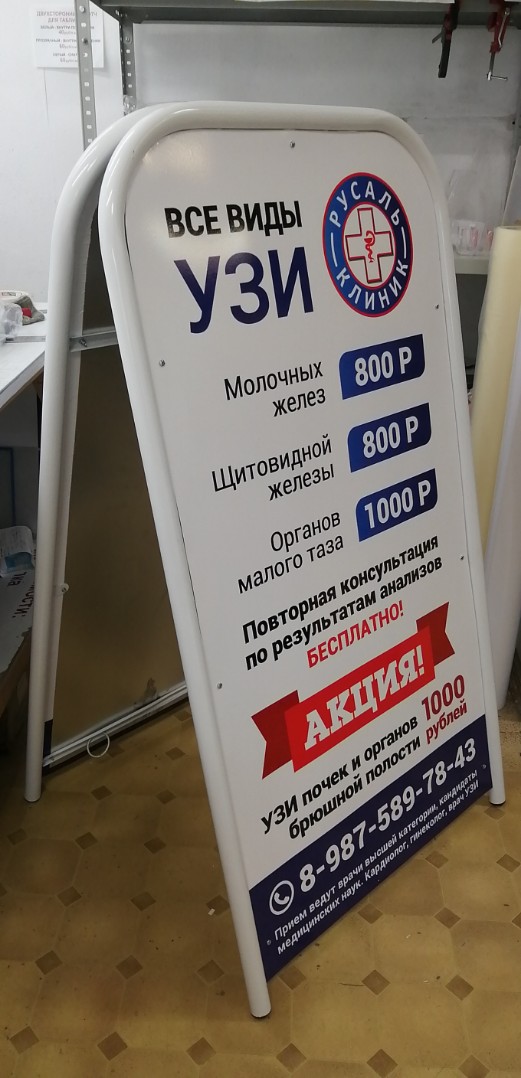 ВСЕ ВИДЫ
УЗИ
РУСАЛЬ
КЛИНИК
Молочных
желез
800 Р
Щитовидной
железы
800 Р
Органов
малого таза
1000 Р
Повторная консультация
по результатам анализов
БЕСПЛАТНО!
АКЦИЯ!
УЗИ почек и органов 1000
брюшной полости рублей
8-987-589-78-43
* Прием ведут врачи высшей категории, кандидаты
медицинских наук. Кардиолог, гинеколог, врач УЗИ